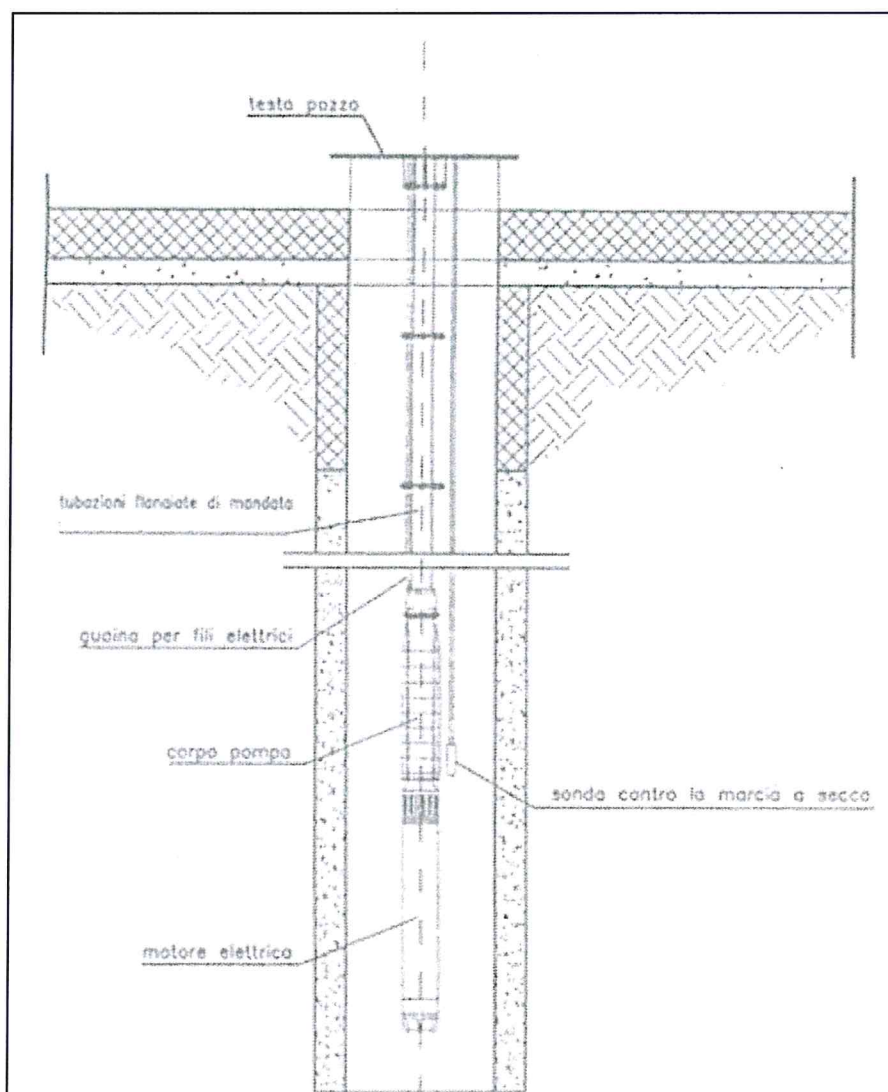 testa pozzo
tubazioni flangiate di mandata
guaina per fili elettrici
corpo pompa
sonda contro la marcia a secco
motore elettrico